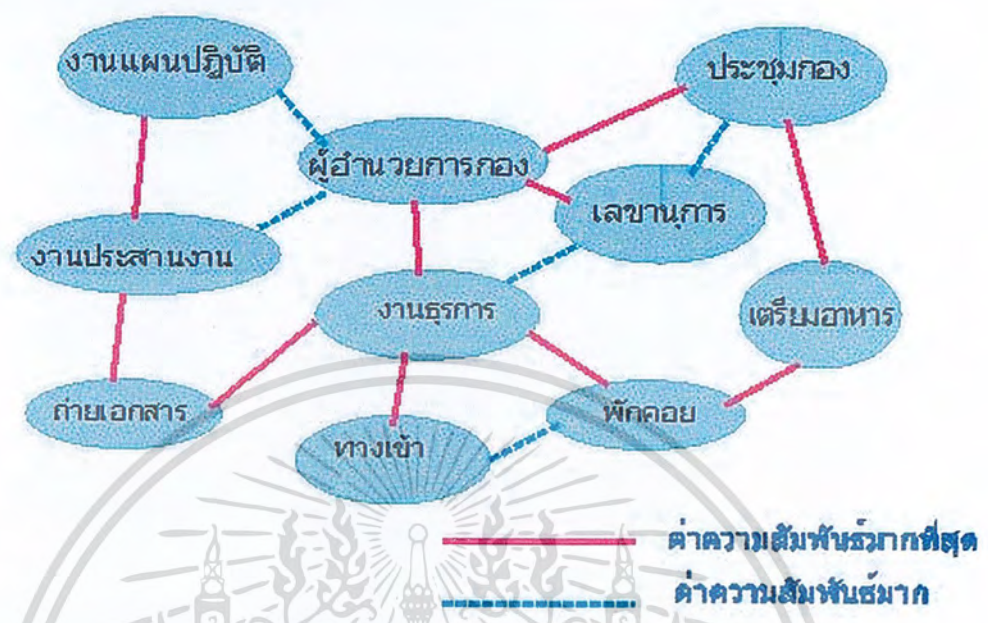 งานแผนปฏิบัติ
ประชุมกอง
ผู้อำนวยการกอง
เลขานุการ
งานประสานงาน
งานธุรการ
เตรียมอาหาร
ถ่ายเอกสาร
พักคอย
ทางเข้า
ค่าความสัมพันธ์มากที่สุด
ค่าความสัมพันธ์มาก